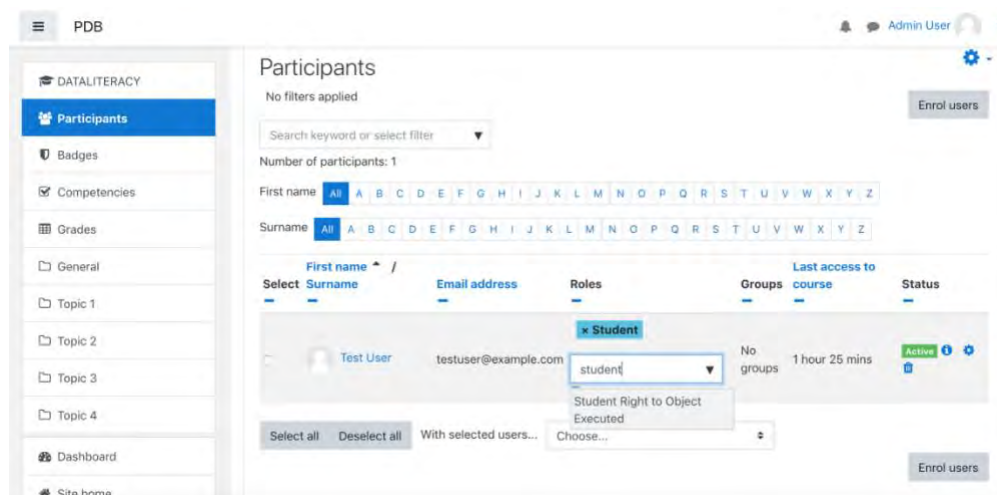 PDB
Admin User
DATALITERACY
Participants
Badges
Competencies
Grades
General
Topic 1
Topic 2
Topic 3
Topic 4
Dashboard
Site home
Participants
No filters applied
Enrol users
Search keyword or select filter ▼
Number of participants: 1
First name All A B C D E F G H I J K L M N O P Q R S T U V W X Y Z
Surname All A B C D E F G H I J K L M N O P Q R S T U V W X Y Z
Select First name / Surname Email address Roles Groups Last access to course Status
× Student
Test User testuser@example.com student ▼ No groups 1 hour 25 mins Active
Student Right to Object
Executed
Select all Deselect all With selected users... Choose...
Enrol users